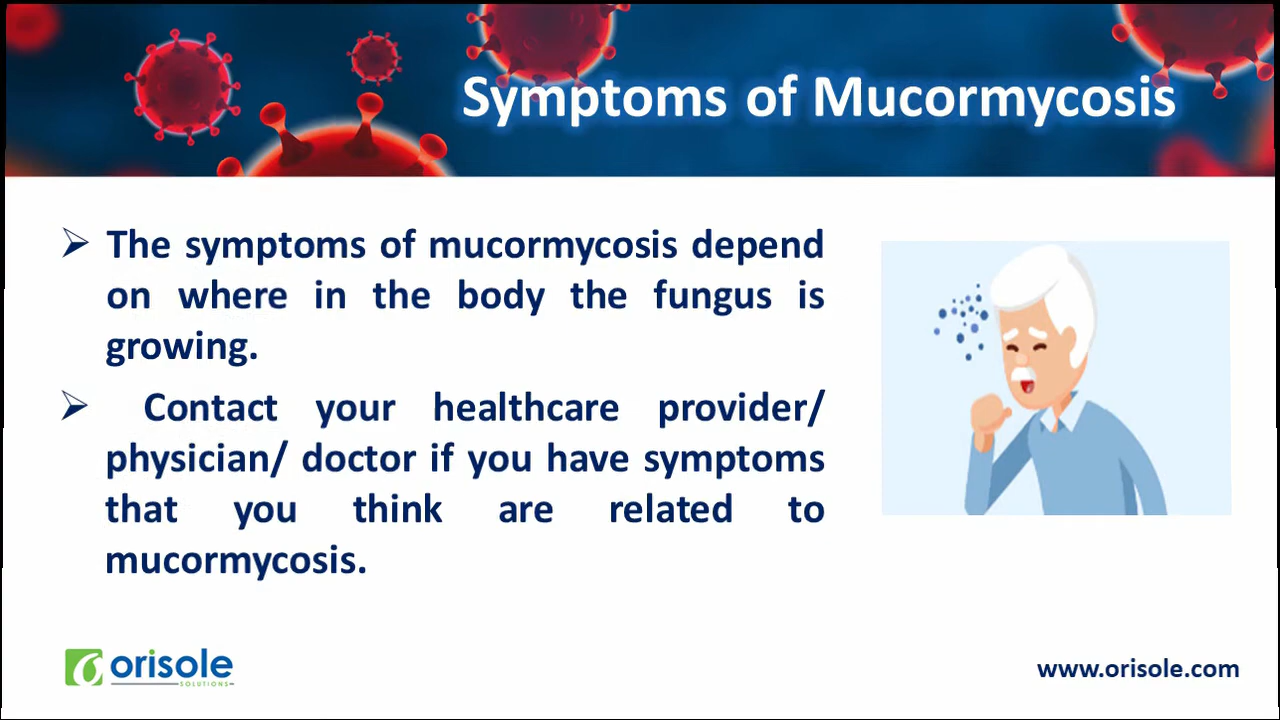 Symptoms of Mucormycosis
➢ The symptoms of mucormycosis depend
on where in the body the fungus is
growing.
➢ Contact your healthcare provider/
physician/ doctor if you have symptoms
that you think are related to
mucormycosis.
orisole
SOLUTIONS™
www.orisole.com